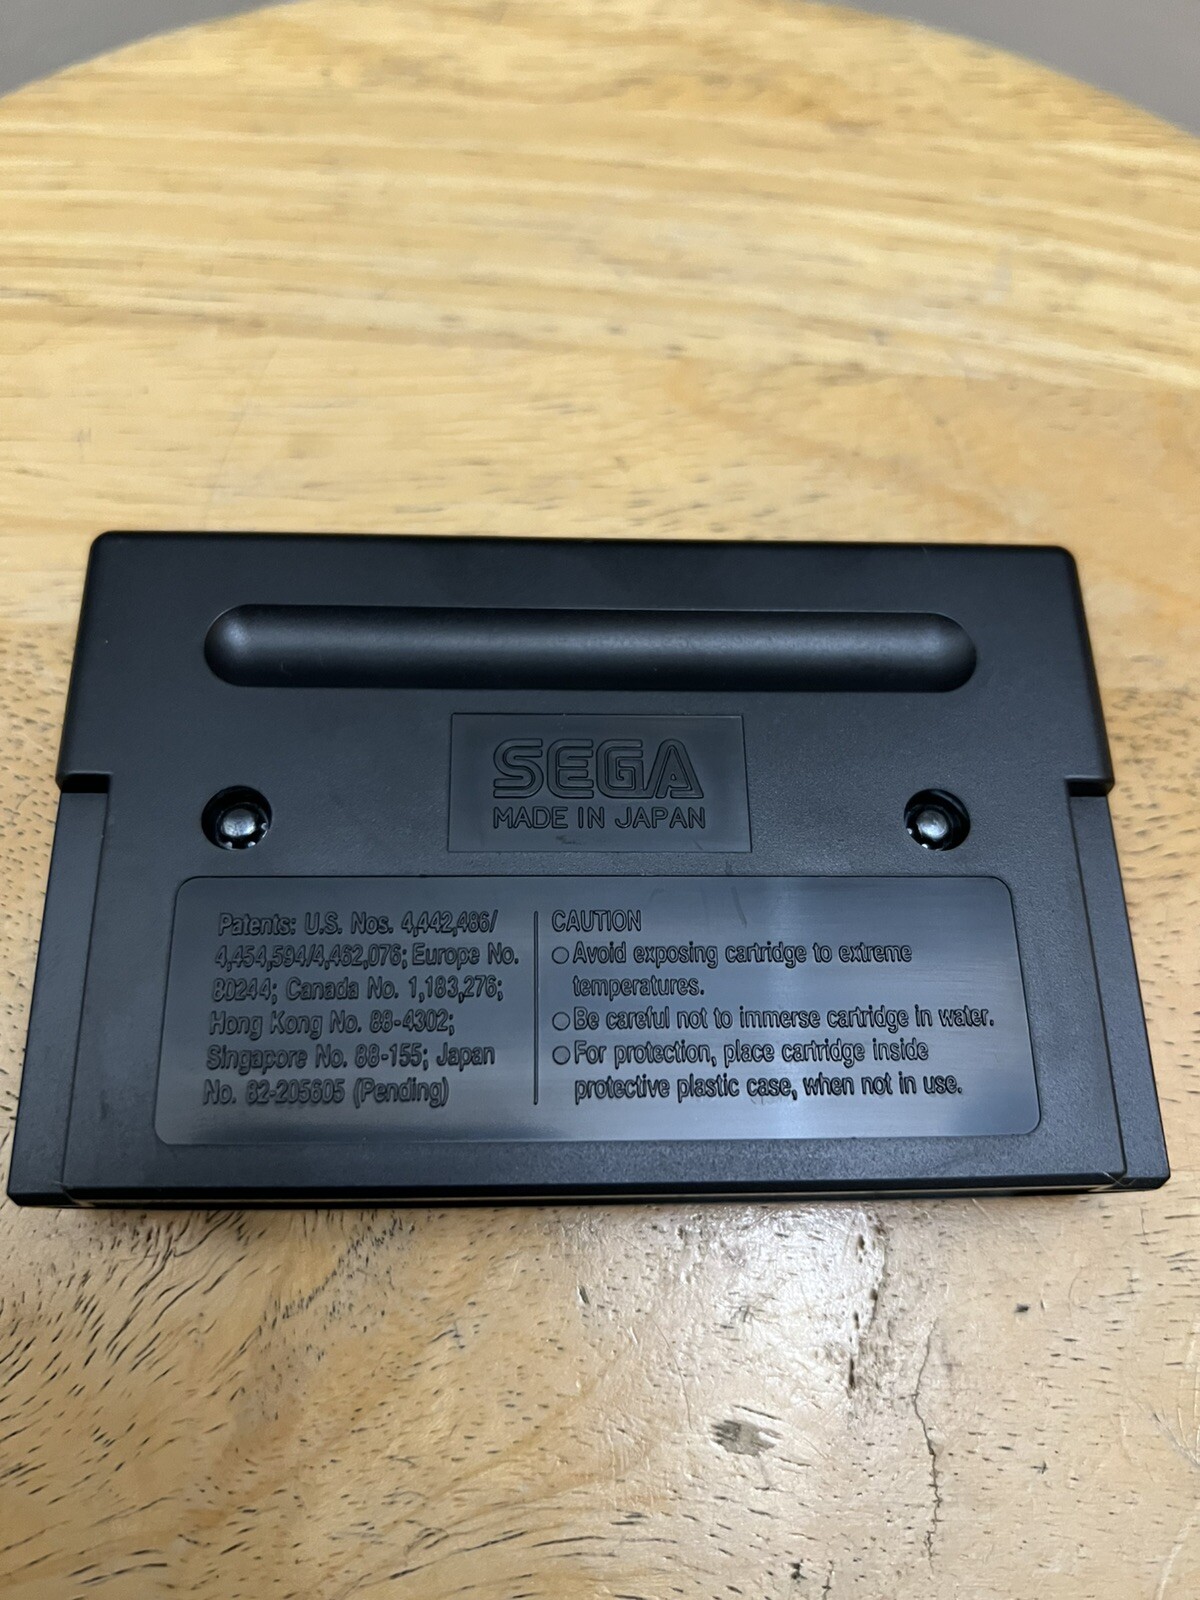 SEGA
MADE IN JAPAN
Patents: U.S. Nos. 4,442,486/
4,454,594/4,462,076; Europe No.
80244; Canada No. 1,183,276;
Hong Kong No. 88-4302;
Singapore No. 88-155; Japan
No. 82-205605 (Pending)
CAUTION
○Avoid exposing cartridge to extreme
temperatures.
○Be careful not to immerse cartridge in water.
○For protection, place cartridge inside
protective plastic case, when not in use.